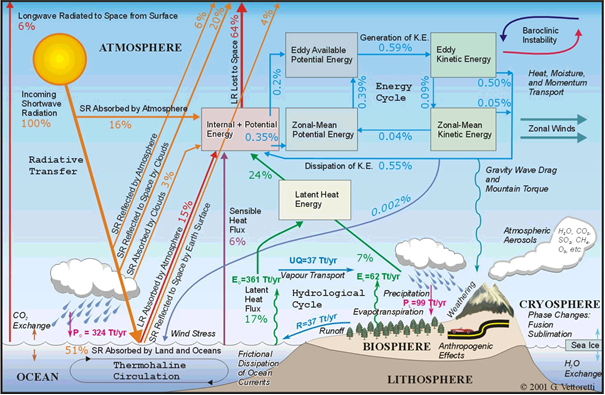 Longwave Radiated to Space from Surface
6%
ATMOSPHERE
6%
20%
64%
4%
LR Lost to Space
Incoming
Shortwave
Radiation
100%
SR Absorbed by Atmosphere
16%
Radiative
Transfer
SR Reflected by Atmosphere
SR Reflected to Space by Clouds
SR Absorbed by Clouds
3%
LR Absorbed by Atmosphere
15%
SR Reflected to Space by Earth Surface
Internal + Potential
Energy
0.2%
0.35%
Eddy Available
Potential Energy
Generation of K.E.
0.59%
Eddy
Kinetic Energy
Baroclinic
Instability
0.39%
Energy
Cycle
0.09%
0.50%
0.05%
Heat, Moisture,
and Momentum
Transport
Zonal-Mean
Potential Energy
0.04%
Zonal-Mean
Kinetic Energy
Zonal Winds
Dissipation of K.E.
0.55%
24%
Latent Heat
Energy
0.002%
Gravity Wave Drag
and
Mountain Torque
Sensible
Heat
Flux
6%
7%
Atmospheric
Aerosols
H2O, CO2,
SO2, CH4
O3, etc.
UQ=37 Tt/yr
Vapour Transport
E0=361 Tt/yr
Latent
Heat
Flux
17%
Hydrological
Cycle
El=62 Tt/yr
Evapotranspiration
Precipitation
Pl=99 Tt/yr
Weathering
CRYOSPHERE
Phase Changes:
Fusion
Sublimation
Sea Ice
H2O
Exchange
CO2
Exchange
Po = 324 Tt/yr
Wind Stress
R=37 Tt/yr
Runoff
51%
SR Absorbed by Land and Oceans
BIOSPHERE
Anthropogenic
Effects
OCEAN
Thermohaline
Circulation
Frictional
Dissipation
of Ocean
Currents
LITHOSPHERE
© 2001 G. Vettoretti